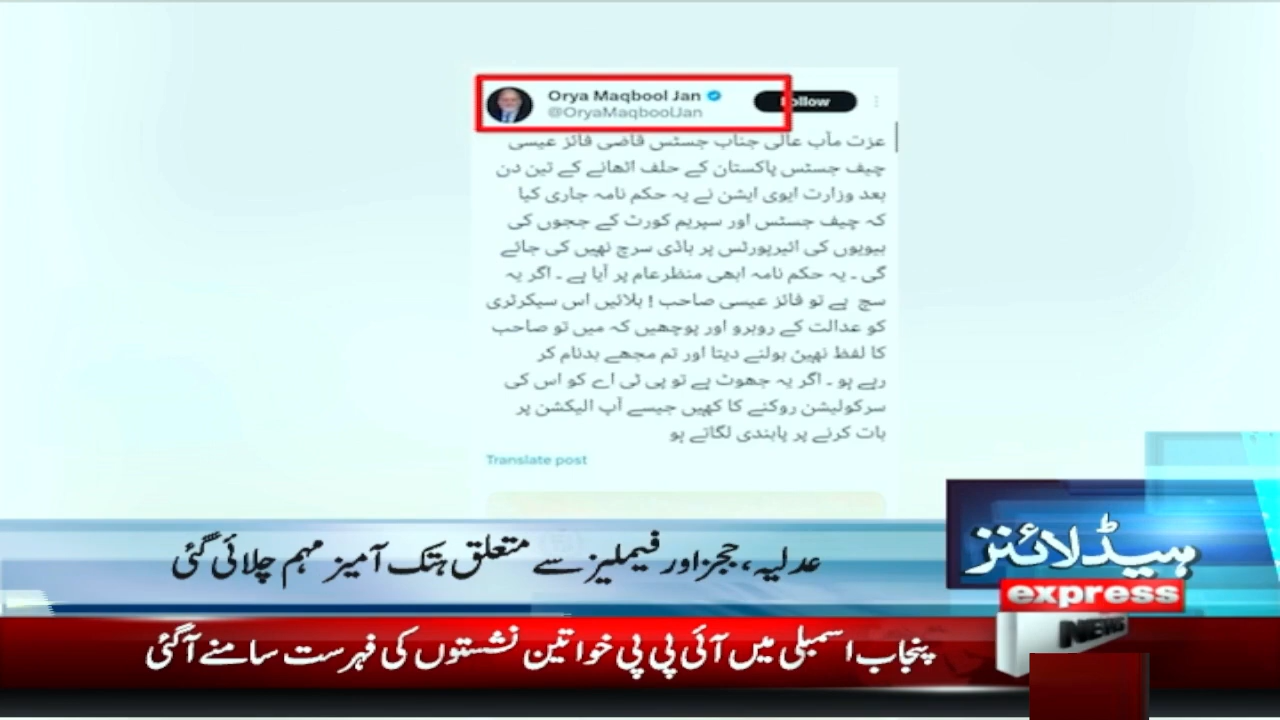 Orya Maqbool Jan
@OryaMaqboolJan
Follow
عزت مآب عالی جناب جسٹس قاضی فائز عیسی
چیف جسٹس پاکستان کے حلف اٹھانے کے تین دن
بعد وزارت ایوی ایشن نے یہ حکم نامہ جاری کیا
کہ چیف جسٹس اور سپریم کورٹ کے ججوں کی
بیویوں کی ائیرپورٹس پر باڈی سرچ نھیں کی جائے
گی ۔ یہ حکم نامہ ابھی منظرعام پر آیا ہے ۔ اگر یہ
سچ ہے تو فائز عیسی صاحب ! بلائیں اس سیکرٹری
کو عدالت کے روبرو اور پوچھیں کہ میں تو صاحب
کا لفظ نھین بولنے دیتا اور تم مجھے بدنام کر
رہے ہو ۔ اگر یہ جھوٹ ہے تو پی ٹی اے کو اس کی
سرکولیشن روکنے کا کھیں جیسے آپ الیکشن پر
بات کرنے پر پابندی لگاتے ہو
Translate post
عدلیہ، ججز اور فیملیز سے متعلق ہتک آمیز مہم چلائی گئی
ہیڈلائنز
express
NEWS
پنجاب اسمبلی میں آئی پی پی خواتین نشستوں کی فہرست سامنے آگئی